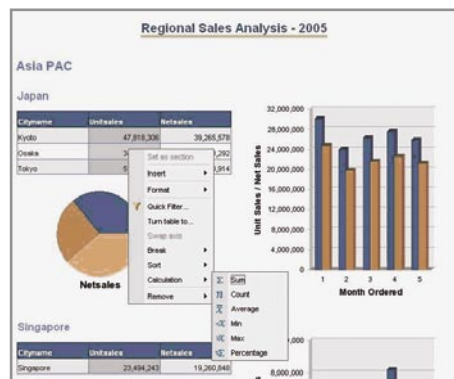 Regional Sales Analysis - 2005
Asia PAC
Japan
Cityname Unitsales Netsales
Kyoto 47,818,306 39,265,578
Osaka
Tokyo
Set as section
Insert
Format
Quick Filter...
Turn table to...
Swap axis
Break
Sort
Calculation
Remove
Sum
Count
Average
Min
Max
Percentage
Netsales
32,000,000
28,000,000
24,000,000
20,000,000
16,000,000
12,000,000
8,000,000
4,000,000
0
Unit Sales / Net Sales
1 2 3 4 5
Month Ordered
Singapore
Cityname Unitsales Netsales
Singapore 23,494,243 19,260,848
8,000,000